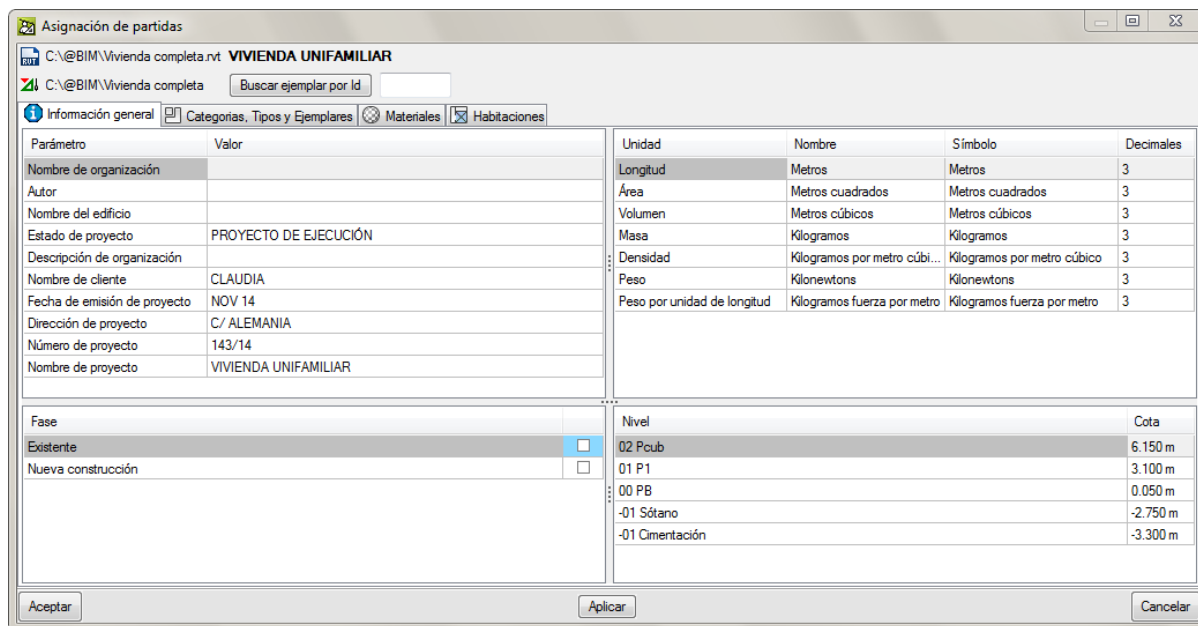 Asignación de partidas
C:\@BIM\Vivienda completa.rvt VIVIENDA UNIFAMILIAR
C:\@BIM\Vivienda completa Buscar ejemplar por Id
Información general Categorias, Tipos y Ejemplares Materiales Habitaciones
Parámetro Valor
Nombre de organización
Autor
Nombre del edificio
Estado de proyecto PROYECTO DE EJECUCIÓN
Descripción de organización
Nombre de cliente CLAUDIA
Fecha de emisión de proyecto NOV 14
Dirección de proyecto C/ ALEMANIA
Número de proyecto 143/14
Nombre de proyecto VIVIENDA UNIFAMILIAR
Unidad Nombre Símbolo Decimales
Longitud Metros Metros 3
Área Metros cuadrados Metros cuadrados 3
Volumen Metros cúbicos Metros cúbicos 3
Masa Kilogramos Kilogramos 3
Densidad Kilogramos por metro cúbi... Kilogramos por metro cúbico 3
Peso Kilonewtons Kilonewtons 3
Peso por unidad de longitud Kilogramos fuerza por metro Kilogramos fuerza por metro 3
Fase
Existente
Nueva construcción
Nivel Cota
02 Pcub 6.150 m
01 P1 3.100 m
00 PB 0.050 m
-01 Sótano -2.750 m
-01 Cimentación -3.300 m
Aceptar Aplicar Cancelar